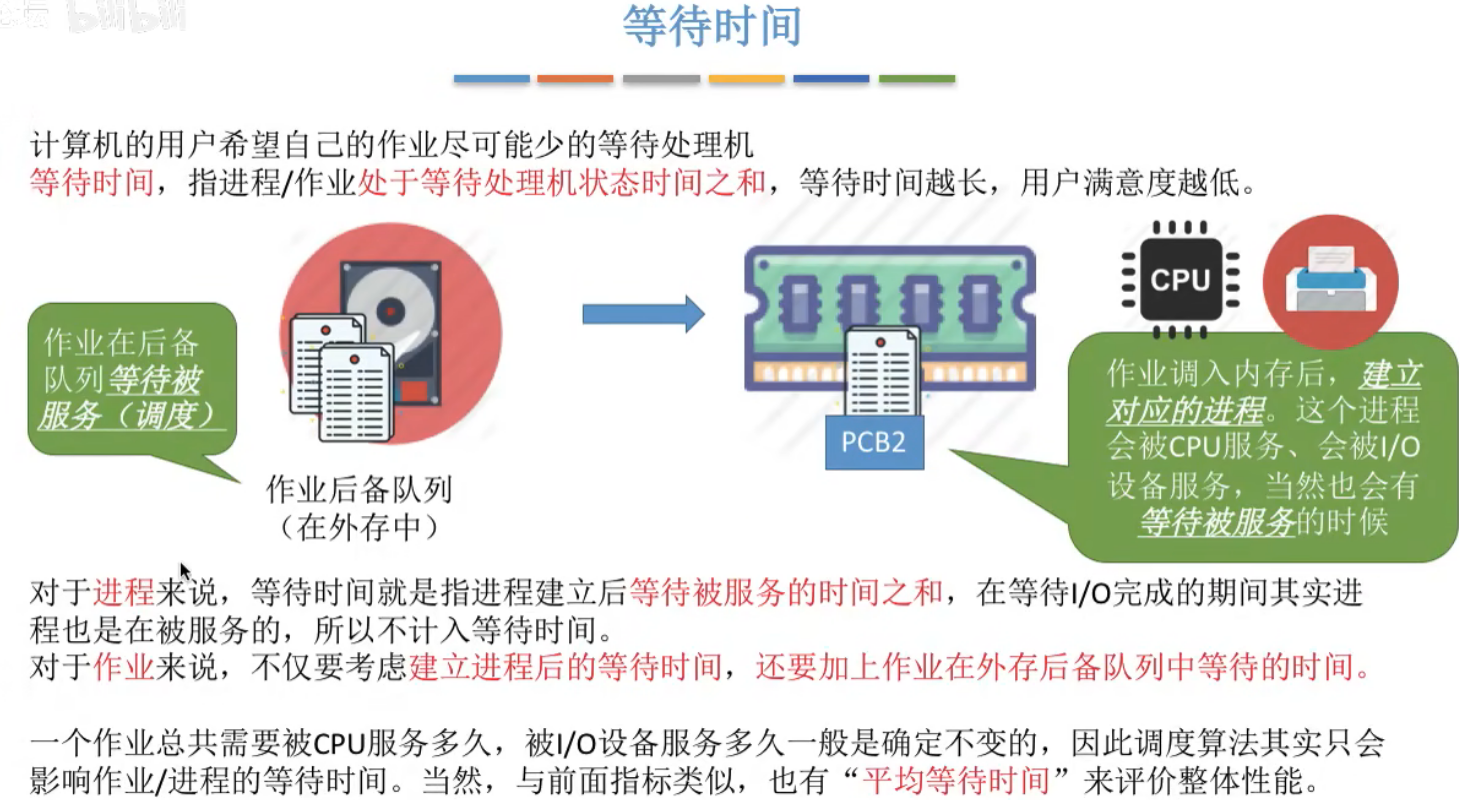 bilibili
等待时间
计算机的用户希望自己的作业尽可能少的等待处理机
等待时间，指进程/作业处于等待处理机状态时间之和，等待时间越长，用户满意度越低。
作业在后备
队列等待被
服务（调度）
作业后备队列
（在外存中）
PCB2
CPU
作业调入内存后，建立
对应的进程。这个进程
会被CPU服务、会被I/O
设备服务，当然也会有
等待被服务的时候
对于进程来说，等待时间就是指进程建立后等待被服务的时间之和，在等待I/O完成的期间其实进
程也是在被服务的，所以不计入等待时间。
对于作业来说，不仅要考虑建立进程后的等待时间，还要加上作业在外存后备队列中等待的时间。
一个作业总共需要被CPU服务多久，被I/O设备服务多久一般是确定不变的，因此调度算法其实只会
影响作业/进程的等待时间。当然，与前面指标类似，也有“平均等待时间”来评价整体性能。